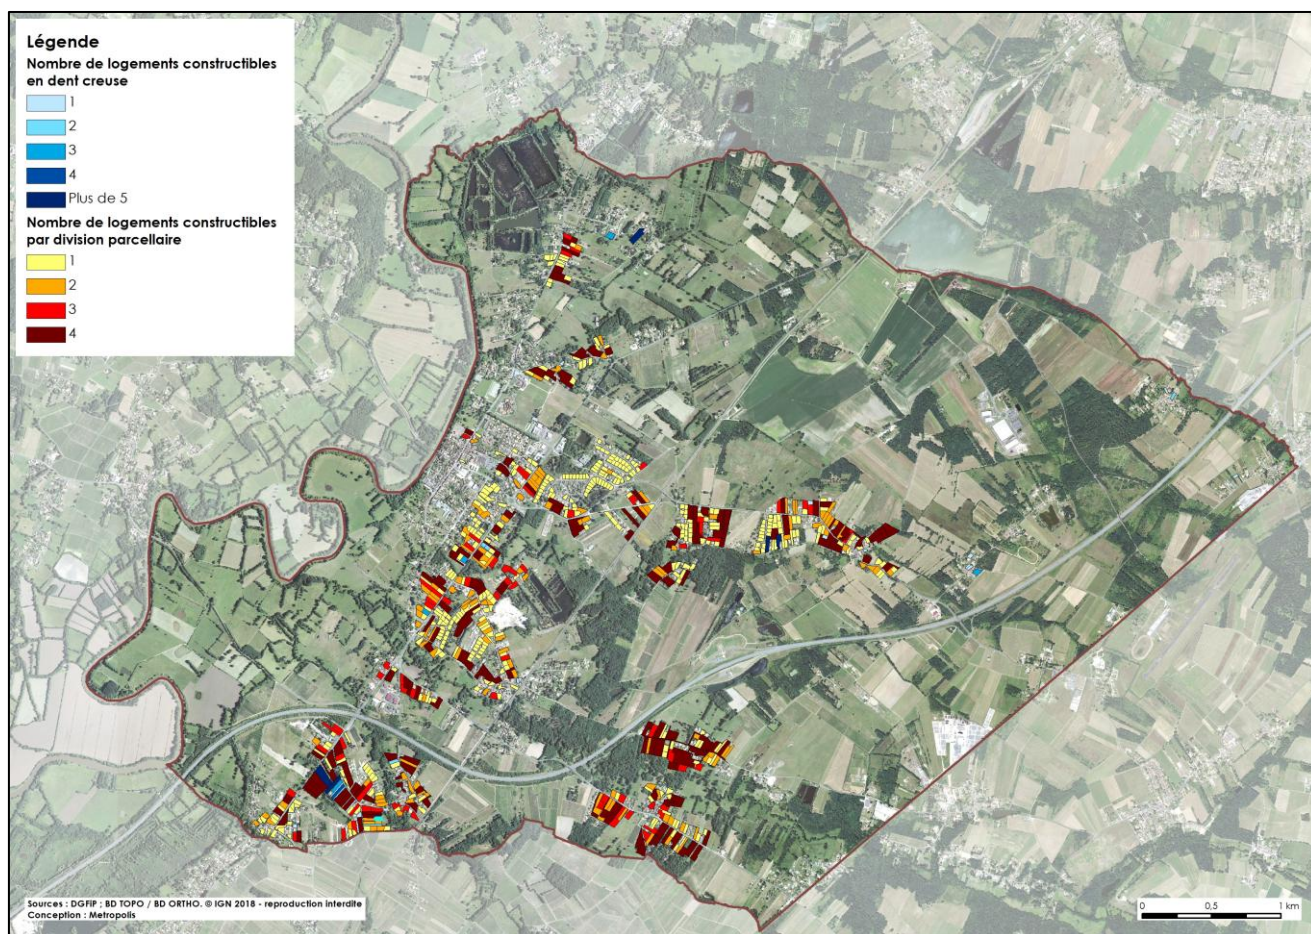 Légende
Nombre de logements constructibles
en dent creuse
1
2
3
4
Plus de 5
Nombre de logements constructibles
par division parcellaire
1
2
3
4
Sources : DGFiP ; BD TOPO / BD ORTHO. © IGN 2018 - reproduction interdite
Conception : Metropolis
0 0,5 1 km